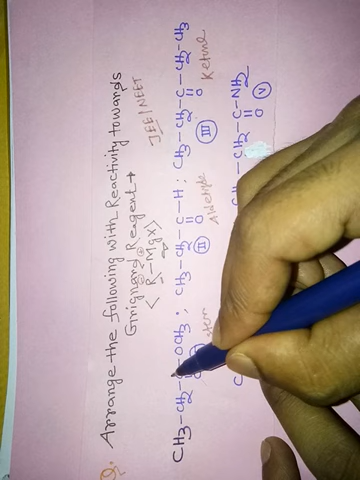 Q. Arrange the following with Reactivity towards
Grignard Reagent →
JEE/NEET
< R-MgX >
⊖ ⊕
CH3-CH2-C-OCH3 ; CH3-CH2-C-H ; CH3-CH2-C-CH2-CH3
O O
II Aldehyde III Ketone
CH2-C-NH2
O V